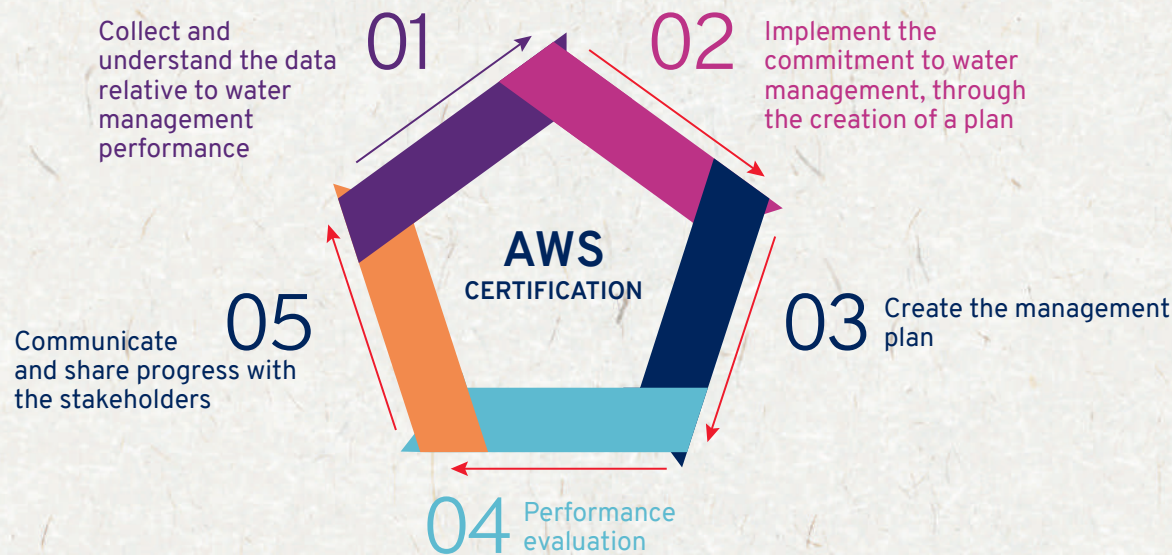 01
Collect and
understand the data
relative to water
management
performance
02
Implement the
commitment to water
management, through
the creation of a plan
AWS
CERTIFICATION
03
Create the management
plan
04
Performance
evaluation
05
Communicate
and share progress with
the stakeholders